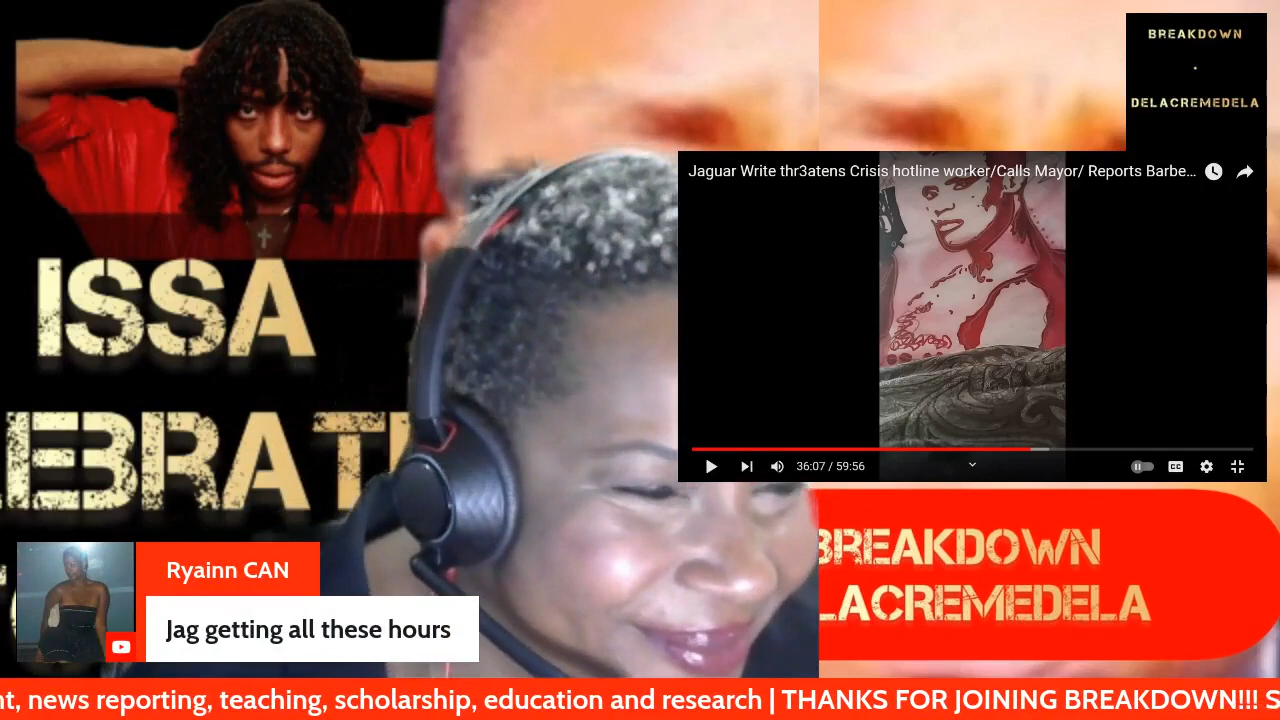 BREAKDOWN
DELACREMEDELA
Jaguar Write thr3atens Crisis hotline worker/Calls Mayor/ Reports Barbe...
ISSA
EBRAT
36:07 / 59:56
CC
BREAKDOWN
LACREMEDELA
Ryainn CAN
Jag getting all these hours
nt, news reporting, teaching, scholarship, education and research | THANKS FOR JOINING BREAKDOWN!!! S